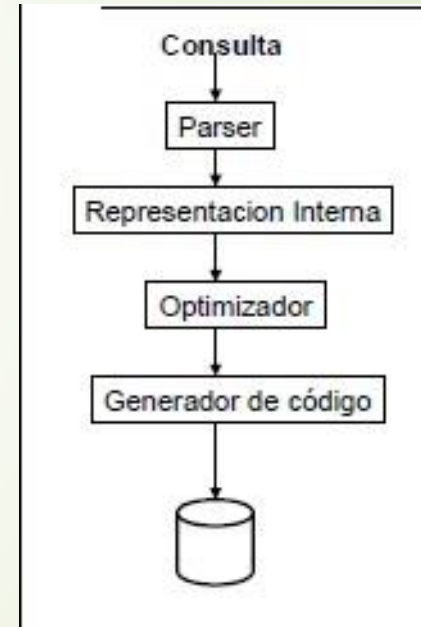 Consulta
Parser
Representacion Interna
Optimizador
Generador de código